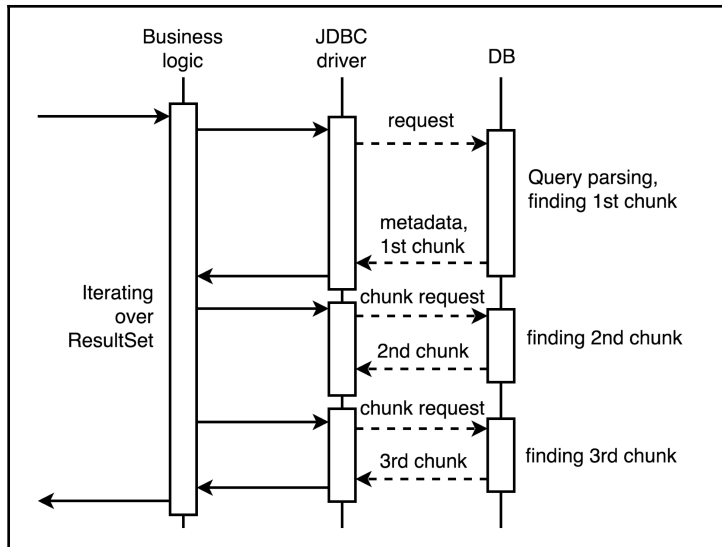 Business
logic
JDBC
driver
DB
request
Query parsing,
finding 1st chunk
metadata,
1st chunk
Iterating
over
ResultSet
chunk request
finding 2nd chunk
2nd chunk
chunk request
finding 3rd chunk
3rd chunk